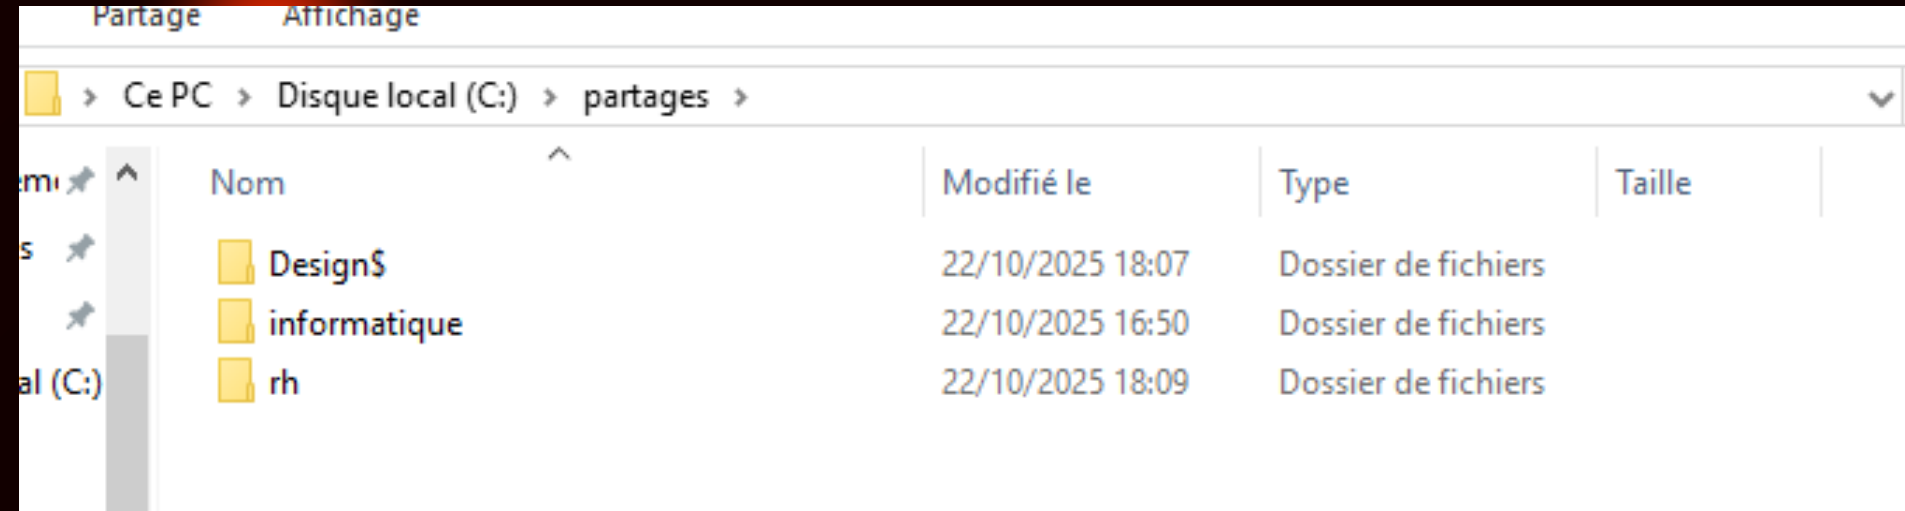 Partage Affichage
Ce PC > Disque local (C:) > partages >
Nom Modifié le Type Taille
Design$ 22/10/2025 18:07 Dossier de fichiers
informatique 22/10/2025 16:50 Dossier de fichiers
al (C:) rh 22/10/2025 18:09 Dossier de fichiers